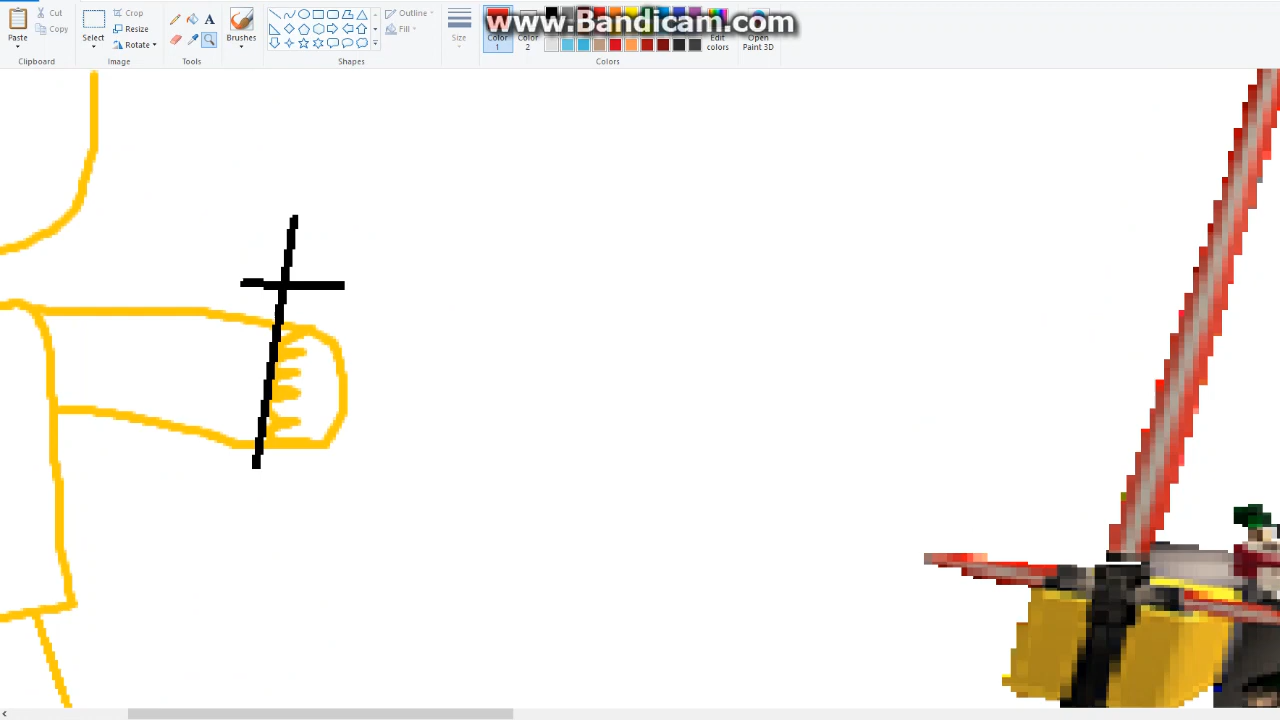 www.Bandicam.com
Paste
Cut
Copy
Clipboard
Select
Crop
Resize
Rotate
Image
A
Tools
Brushes
Outline
Fill
Shapes
Size
Color 1
Color 2
Edit colors
Open Paint 3D
Colors